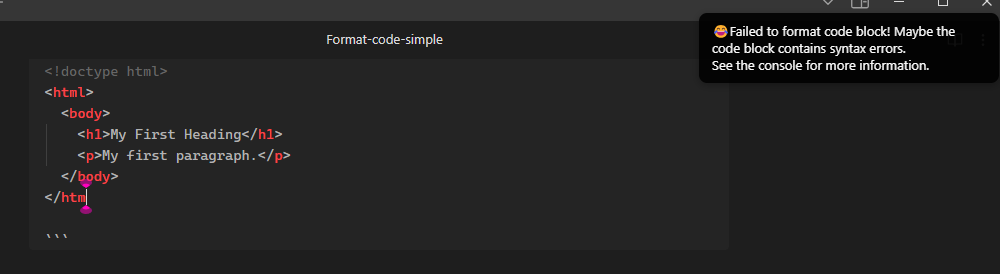 Format-code-simple
😄Failed to format code block! Maybe the
code block contains syntax errors.
See the console for more information.
<!doctype html>
<html>
  <body>
    <h1>My First Heading</h1>
    <p>My first paragraph.</p>
  </body>
</htm
```